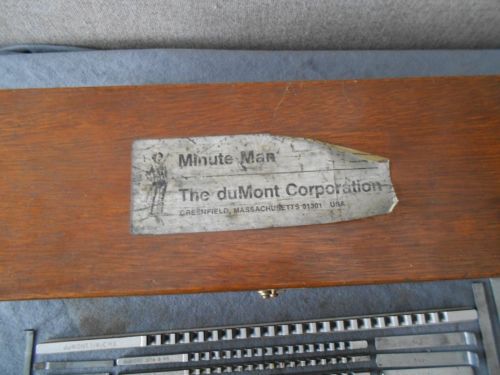 Minute Man
The duMont Corporation
GREENFIELD, MASSACHUSETTS 01301 USA